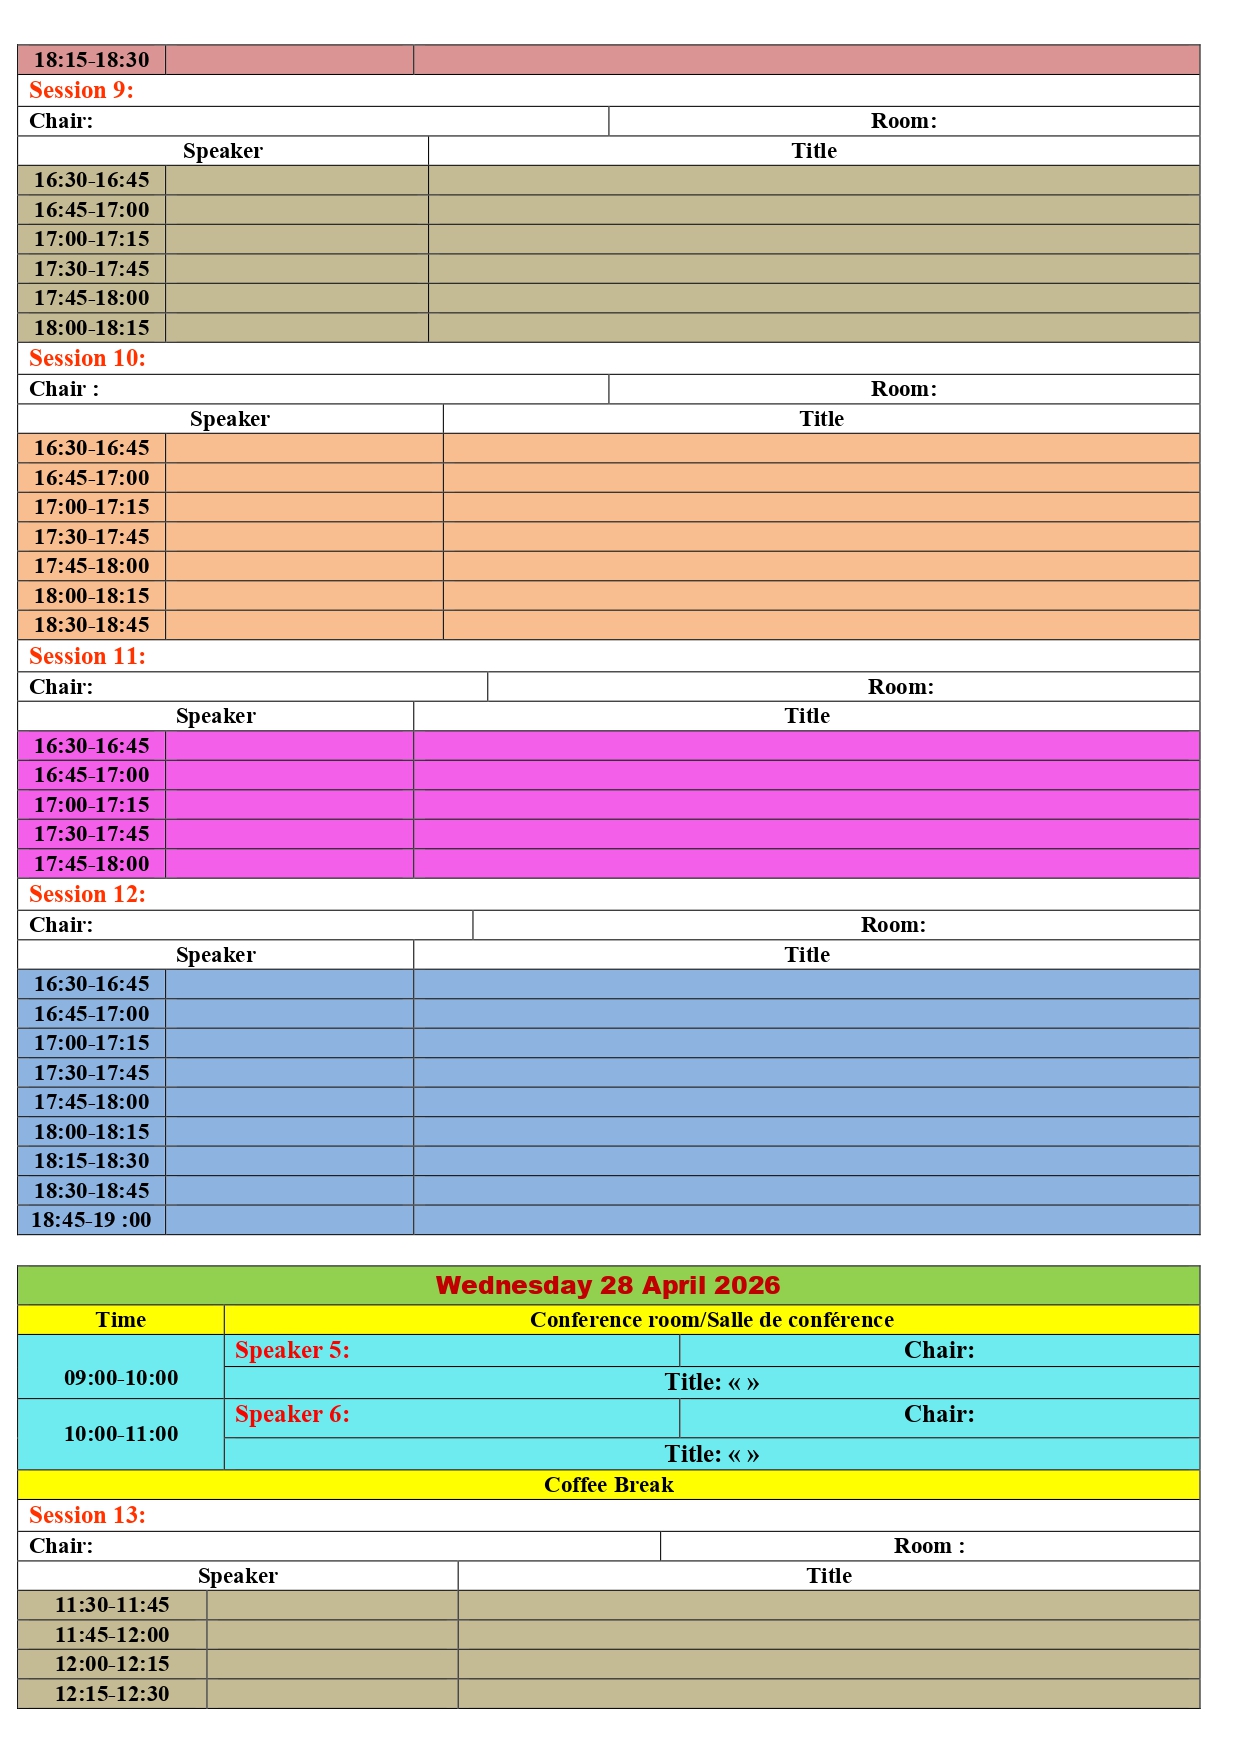 18:15-18:30
Session 9:
Chair: Room:
Speaker Title
16:30-16:45
16:45-17:00
17:00-17:15
17:30-17:45
17:45-18:00
18:00-18:15
Session 10:
Chair : Room:
Speaker Title
16:30-16:45
16:45-17:00
17:00-17:15
17:30-17:45
17:45-18:00
18:00-18:15
18:30-18:45
Session 11:
Chair: Room:
Speaker Title
16:30-16:45
16:45-17:00
17:00-17:15
17:30-17:45
17:45-18:00
Session 12:
Chair: Room:
Speaker Title
16:30-16:45
16:45-17:00
17:00-17:15
17:30-17:45
17:45-18:00
18:00-18:15
18:15-18:30
18:30-18:45
18:45-19 :00
Wednesday 28 April 2026
Time Conference room/Salle de conférence
09:00-10:00 Speaker 5: Chair:
Title: « »
10:00-11:00 Speaker 6: Chair:
Title: « »
Coffee Break
Session 13:
Chair: Room :
Speaker Title
11:30-11:45
11:45-12:00
12:00-12:15
12:15-12:30